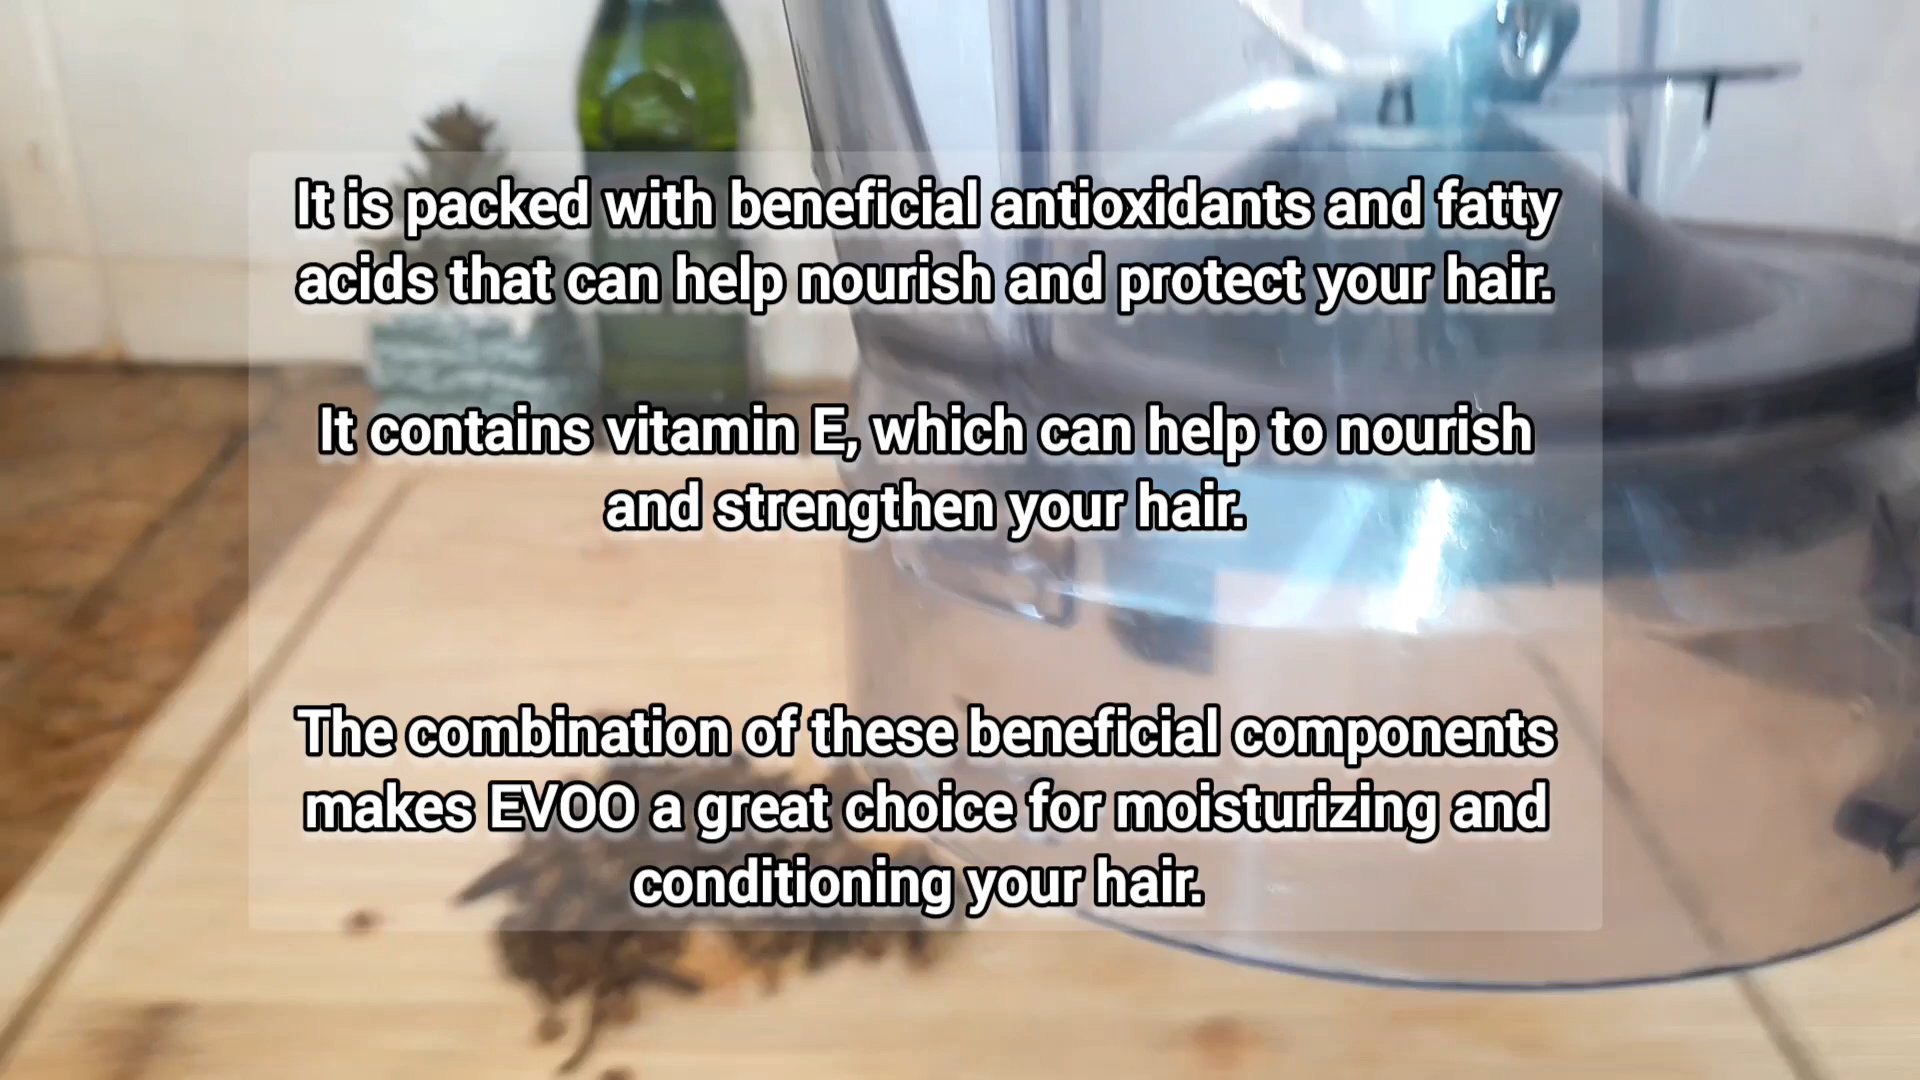 It is packed with beneficial antioxidants and fatty
acids that can help nourish and protect your hair.
It contains vitamin E, which can help to nourish
and strengthen your hair.
The combination of these beneficial components
makes EVOO a great choice for moisturizing and
conditioning your hair.